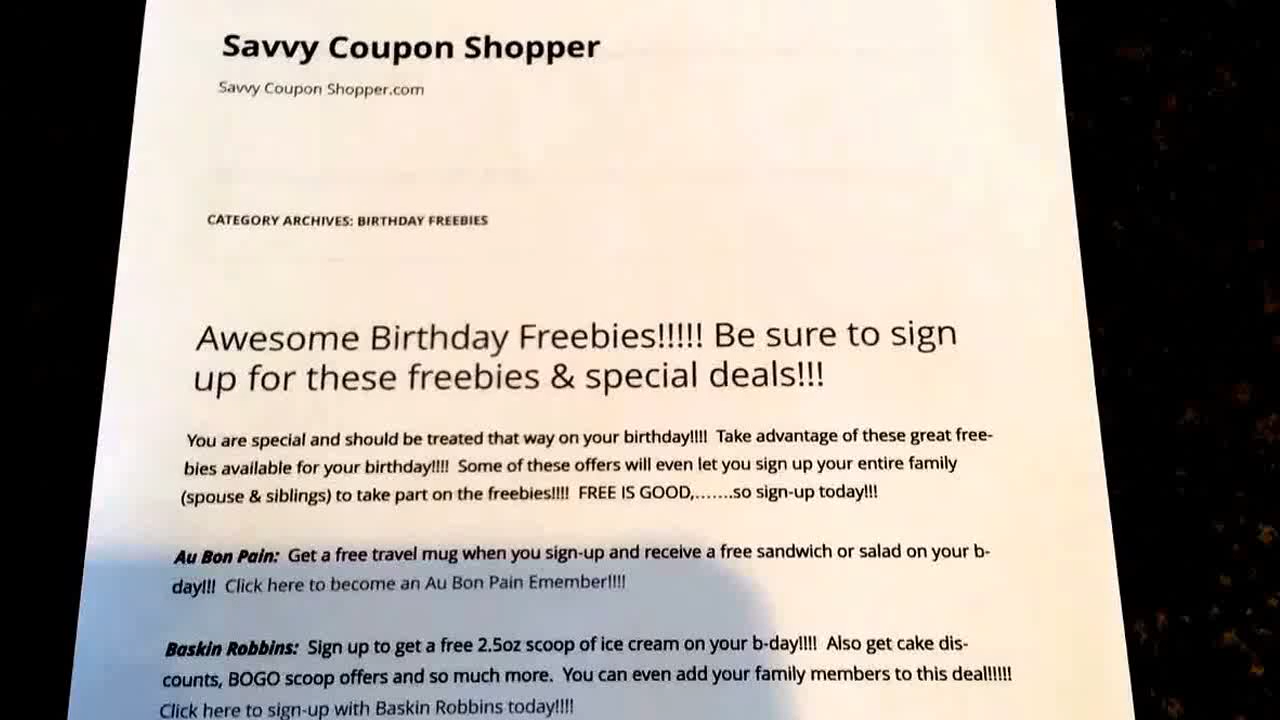 Savvy Coupon Shopper
Savvy Coupon Shopper.com
CATEGORY ARCHIVES: BIRTHDAY FREEBIES
Awesome Birthday Freebies!!!!! Be sure to sign
up for these freebies & special deals!!!
You are special and should be treated that way on your birthday!!!!  Take advantage of these great free-
bies available for your birthday!!!!  Some of these offers will even let you sign up your entire family
(spouse & siblings) to take part on the freebies!!!!  FREE IS GOOD,.......so sign-up today!!!
Au Bon Pain:  Get a free travel mug when you sign-up and receive a free sandwich or salad on your b-
day!!!  Click here to become an Au Bon Pain Emember!!!!
Baskin Robbins:  Sign up to get a free 2.5oz scoop of ice cream on your b-day!!!!  Also get cake dis-
counts, BOGO scoop offers and so much more.  You can even add your family members to this deal!!!!!!
Click here to sign-up with Baskin Robbins today!!!!